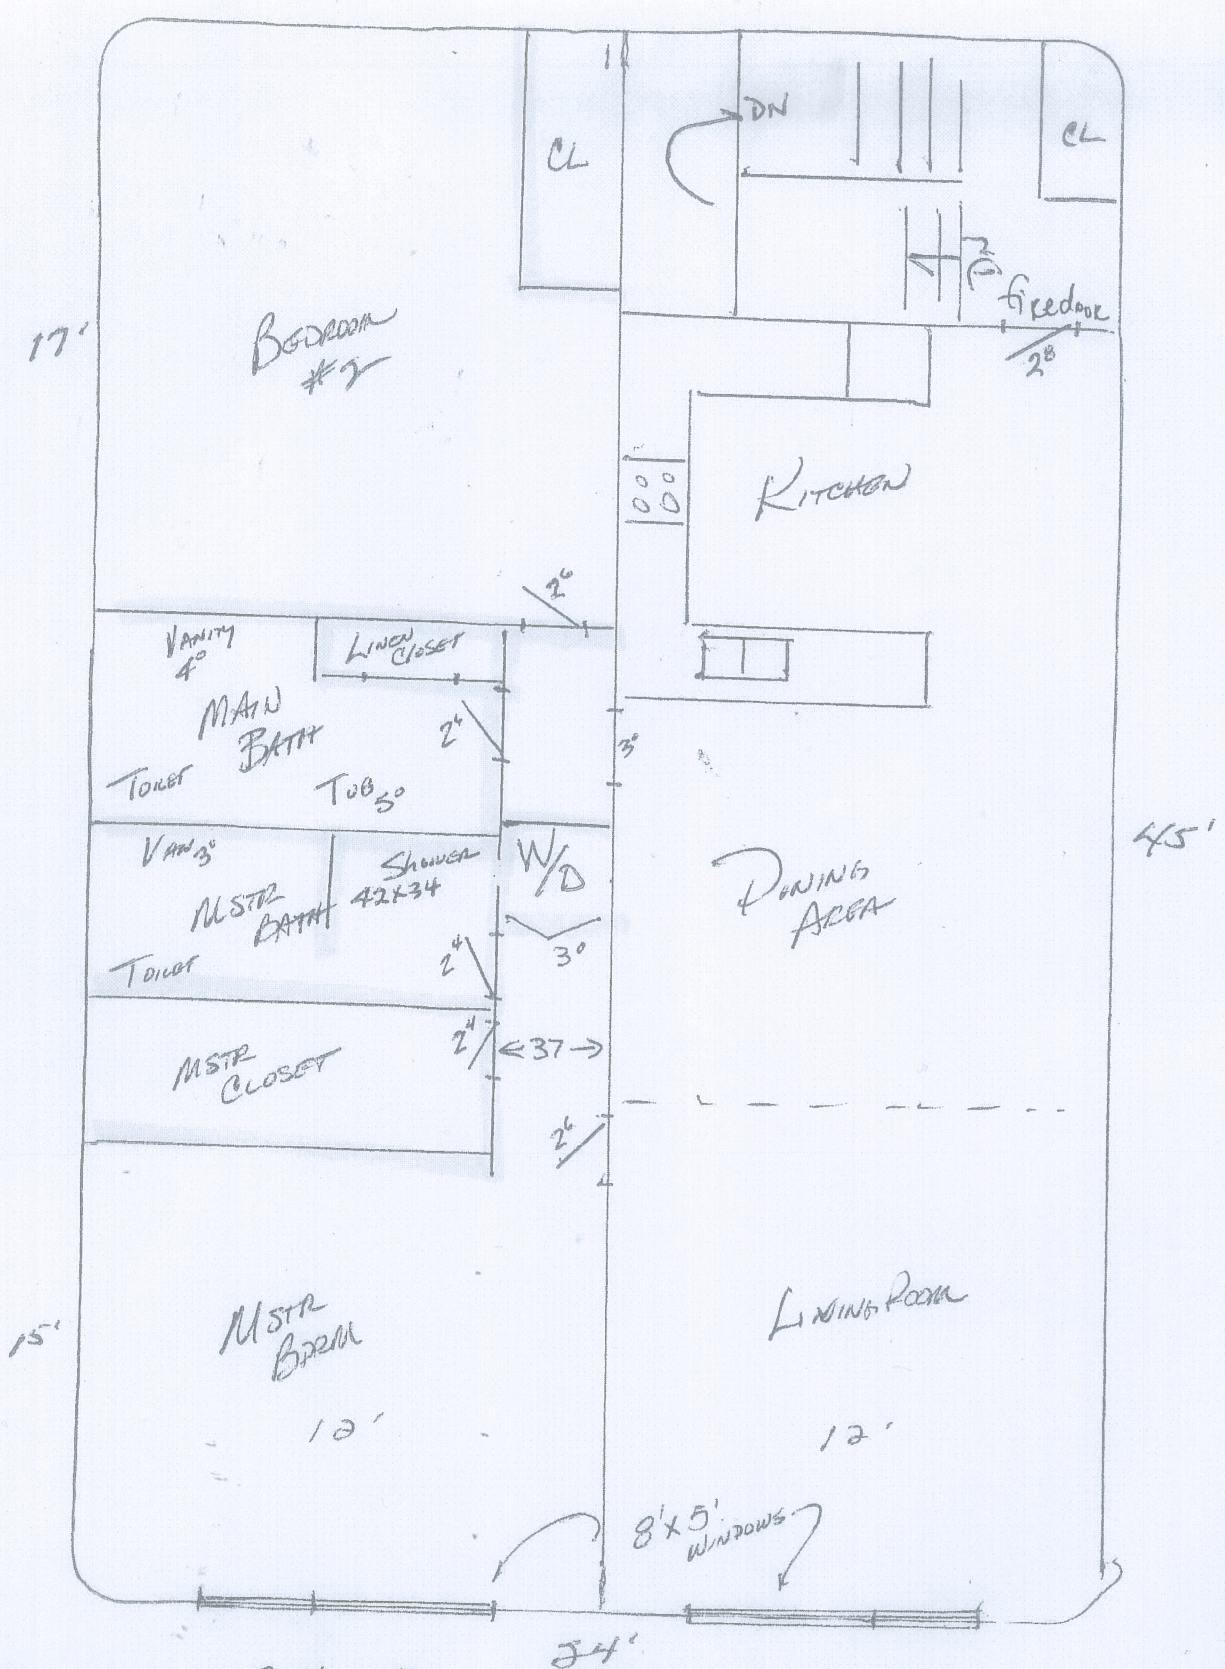 DN
CL
CL
UP
firedoor
2⁸
17'
BEDROOM
#2
KITCHEN
2⁶
VANITY
4⁰
LINEN
CLOSET
MAIN
BATH
2⁴
3⁰
TOILET
TUB 5⁰
VAN 3⁰
SHOWER
42X34
W/D
MSTR
BATH
TOILET
2⁴
3⁰
DINING
AREA
45'
2⁴
←37→
MSTR
CLOSET
2⁶
MSTR
BDRM
LIVING ROOM
15'
12'
12'
8'X5'
WINDOWS
24'